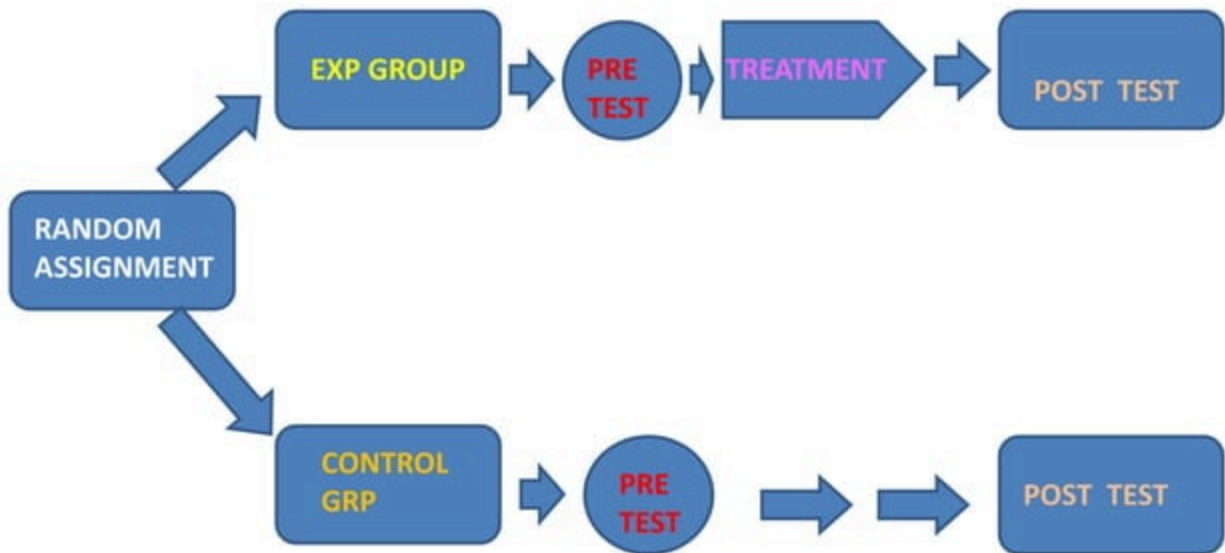 EXP GROUP
PRE
TEST
TREATMENT
POST TEST
RANDOM
ASSIGNMENT
CONTROL
GRP
PRE
TEST
POST TEST